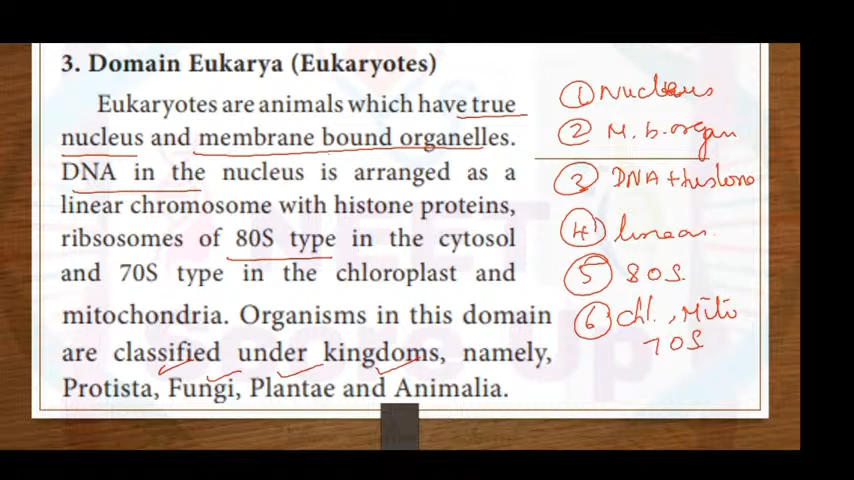 3. Domain Eukarya (Eukaryotes)
Eukaryotes are animals which have true
nucleus and membrane bound organelles.
DNA in the nucleus is arranged as a
linear chromosome with histone proteins,
ribsosomes of 80S type in the cytosol
and 70S type in the chloroplast and
mitochondria. Organisms in this domain
are classified under kingdoms, namely,
Protista, Fungi, Plantae and Animalia.
① Nucleus
② M. b. organ
③ DNA + histone
④ linear.
⑤ 80S.
⑥ chl., Mito
70S
NEET
Score Up